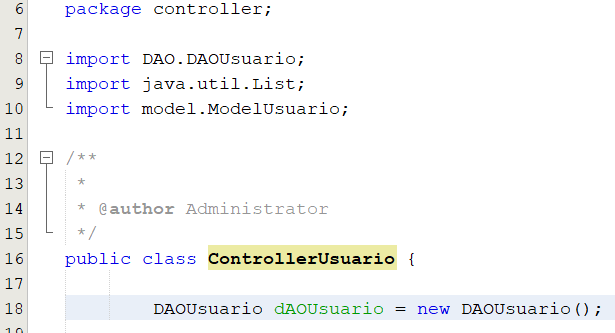 6 package controller;
7
8 import DAO.DAOUsuario;
9 import java.util.List;
10 import model.ModelUsuario;
11
12 /**
13 *
14 * @author Administrator
15 */
16 public class ControllerUsuario {
17
18 DAOUsuario dAOUsuario = new DAOUsuario();